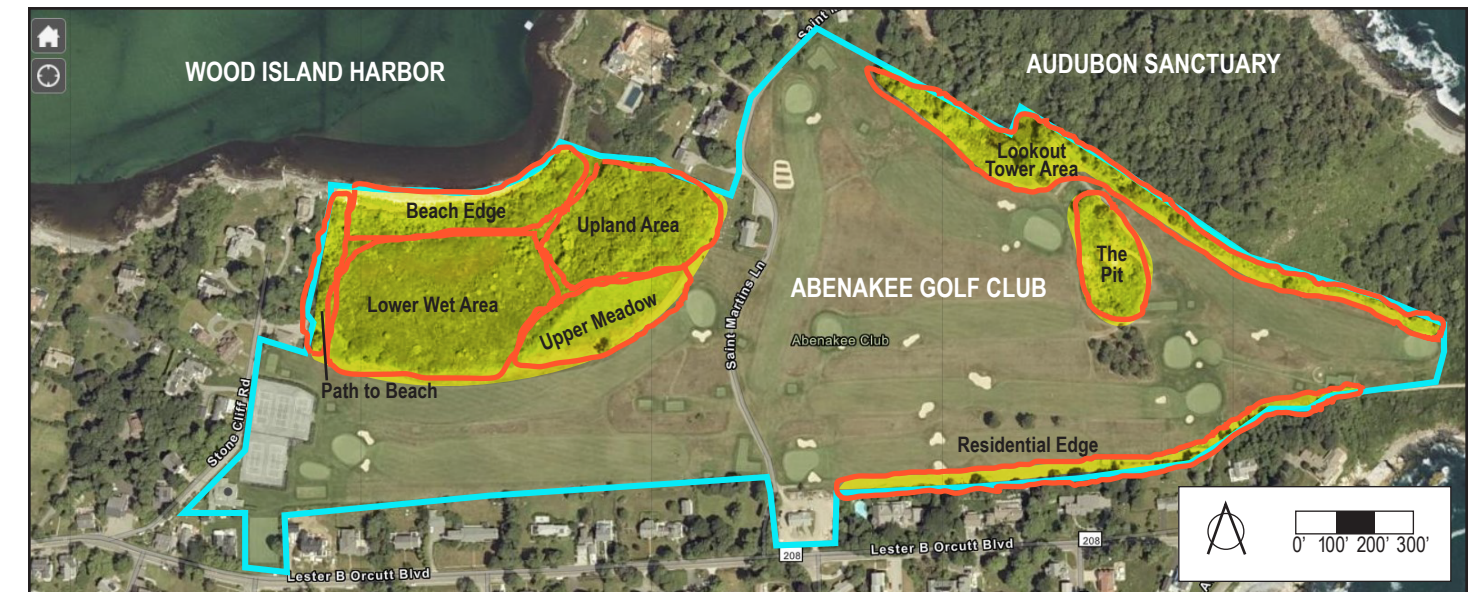 Saint M
WOOD ISLAND HARBOR
AUDUBON SANCTUARY
Lookout
Tower Area
Beach Edge
Upland Area
The
Pit
Lower Wet Area
Upper Meadow
Saint Martins Ln
ABENAKEE GOLF CLUB
Abenakee Club
Path to Beach
Stone Cliff Rd
Residential Edge
208
Lester B Orcutt Blvd
208
Lester B Orcutt Blvd
0' 100' 200' 300'
A